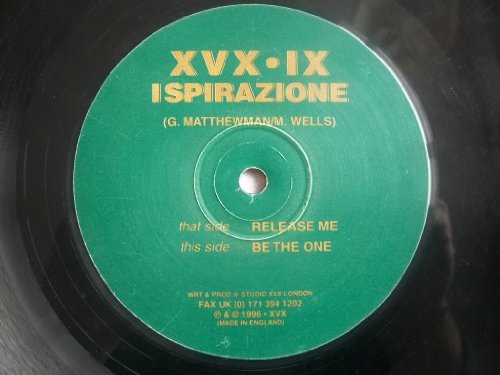 XVX•IX
ISPIRAZIONE
(G. MATTHEWMAN/M. WELLS)
that side RELEASE ME
this side BE THE ONE
WRT & PRCD @ STUDIO XVX LONDON
FAX UK (0) 171 394 1202
℗ & © 1996 • XVX
(MADE IN ENGLAND)